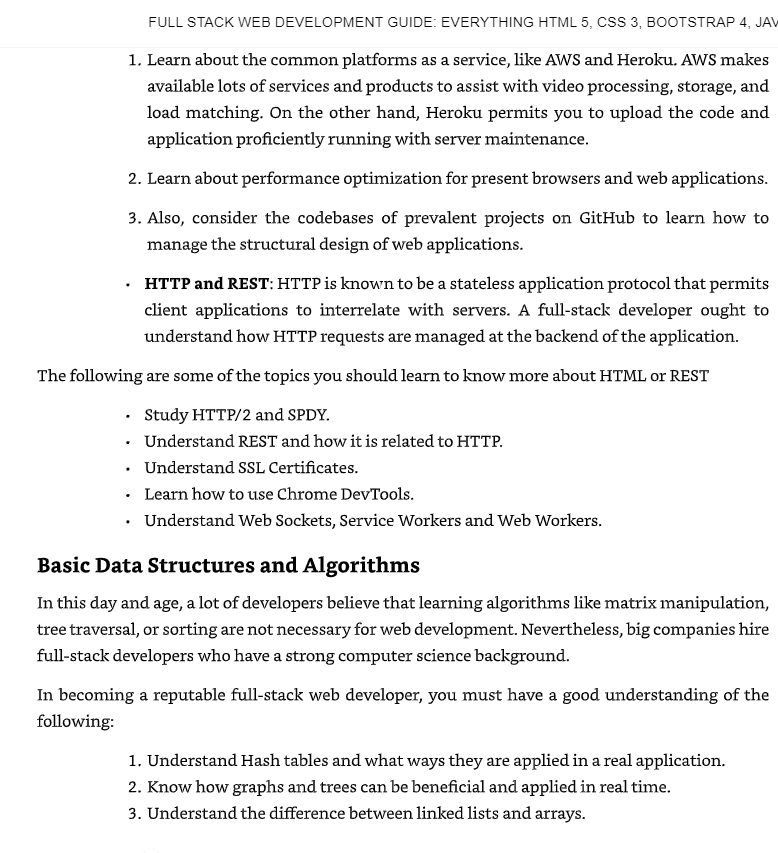 FULL STACK WEB DEVELOPMENT GUIDE: EVERYTHING HTML 5, CSS 3, BOOTSTRAP 4,
1. Learn about the common platforms as a service, like AWS and Heroku. AWS makes
available lots of services and products to assist with video processing, storage, and
load matching. On the other hand, Heroku permits you to upload the code and
application proficiently running with server maintenance.
2. Learn about performance optimization for present browsers and web applications.
3. Also, consider the codebases of prevalent projects on GitHub to learn how to
manage the structural design of web applications.
• HTTP and REST: HTTP is known to be a stateless application protocol that permits
client applications to interrelate with servers. A full-stack developer ought to
understand how HTTP requests are managed at the backend of the application.
The following are some of the topics you should learn to know more about HTML or REST
• Study HTTP/2 and SPDY.
• Understand REST and how it is related to HTTP.
• Understand SSL Certificates.
• Learn how to use Chrome DevTools.
• Understand Web Sockets, Service Workers and Web Workers.
Basic Data Structures and Algorithms
In this day and age, a lot of developers believe that learning algorithms like matrix manipulation,
tree traversal, or sorting are not necessary for web development. Nevertheless, big companies hire
full-stack developers who have a strong computer science background.
In becoming a reputable full-stack web developer, you must have a good understanding of the
following:
1. Understand Hash tables and what ways they are applied in a real application.
2. Know how graphs and trees can be beneficial and applied in real time.
3. Understand the difference between linked lists and arrays.